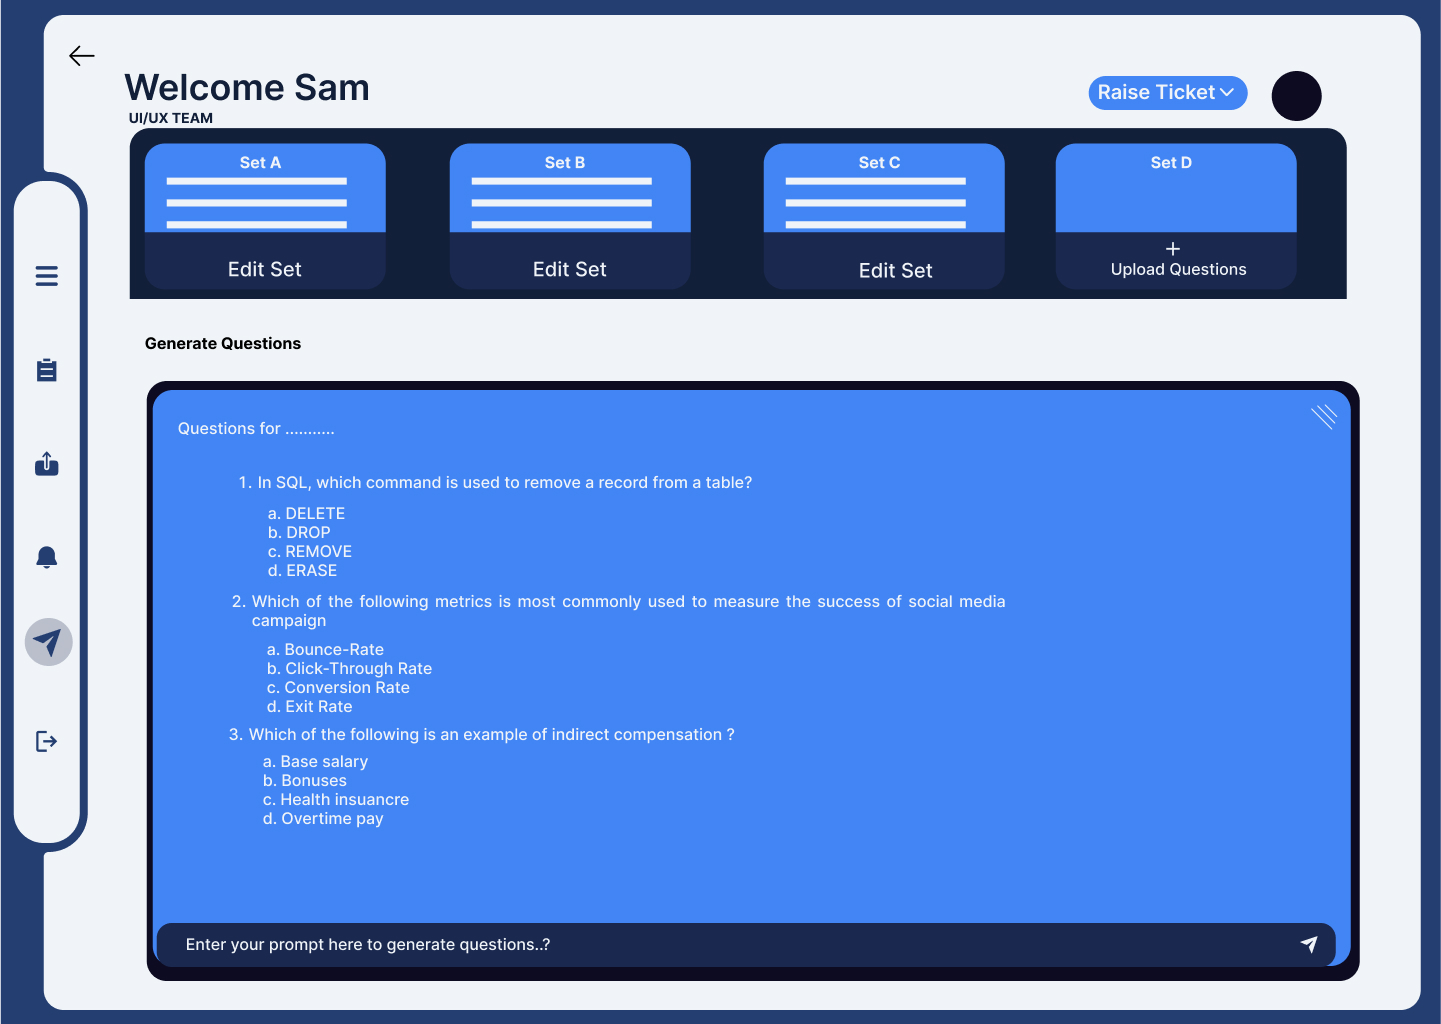 Welcome Sam
UI/UX TEAM
Raise Ticket
Set A
Set B
Set C
Set D
Edit Set
Edit Set
Edit Set
Upload Questions
Generate Questions
Questions for ...........
1. In SQL, which command is used to remove a record from a table?
a. DELETE
b. DROP
c. REMOVE
d. ERASE
2. Which of the following metrics is most commonly used to measure the success of social media
campaign
a. Bounce-Rate
b. Click-Through Rate
c. Conversion Rate
d. Exit Rate
3. Which of the following is an example of indirect compensation ?
a. Base salary
b. Bonuses
c. Health insuancre
d. Overtime pay
Enter your prompt here to generate questions..?